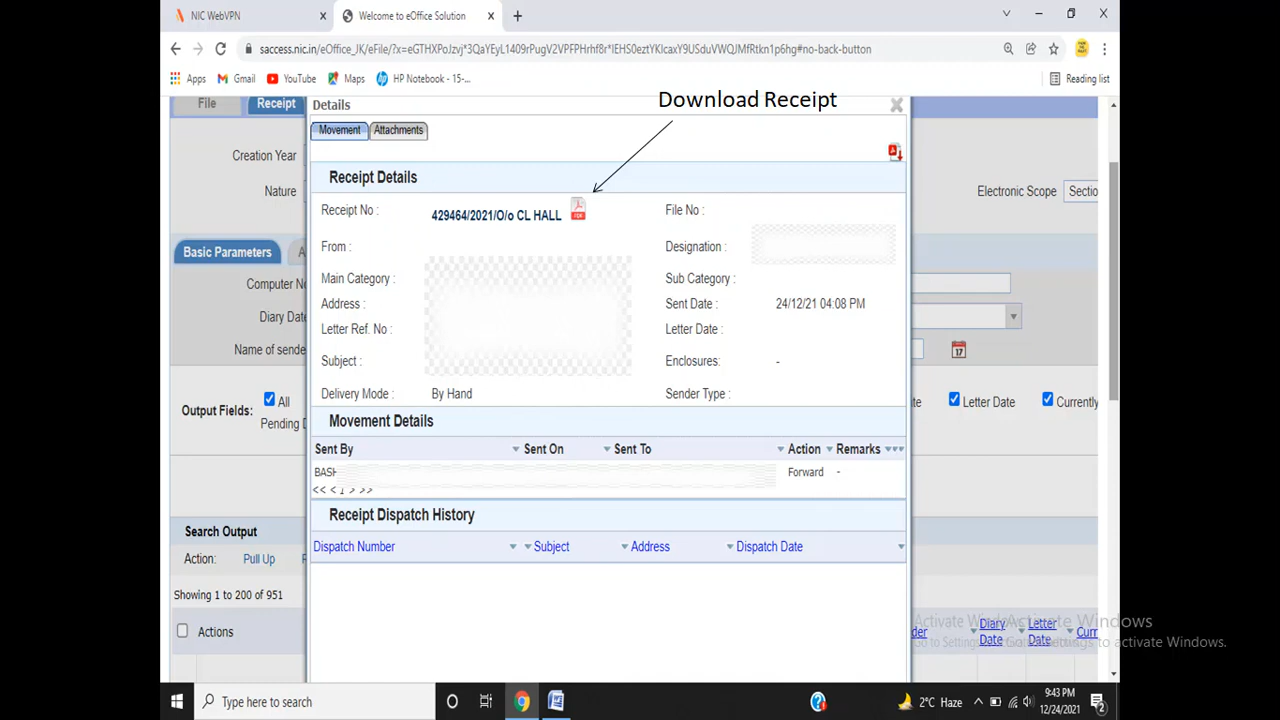 NIC WebVPN
Welcome to eOffice Solution
saccess.nic.in/eOffice_JK/eFile/?x=eGTHXPoJzvj*3QaYEyL1409rPugV2VPFPHrhf8r*lEHS0eztYKIcaxY9USduVWQJMfRtkn1p6hg#no-back-button
Apps Gmail YouTube Maps HP Notebook - 15-... Reading list
Download Receipt
File Receipt Details
Movement Attachments
Creation Year
Receipt Details
Nature Electronic Scope Sectio
Receipt No : 429464/2021/O/o CL HALL File No :
From : Designation :
Basic Parameters
Main Category : Sub Category :
Computer No
Address : Sent Date : 24/12/21 04:08 PM
Diary Date
Letter Ref. No : Letter Date :
Name of sende
Subject : Enclosures: -
Delivery Mode : By Hand Sender Type :
Output Fields: All Letter Date Currently
Pending D
Movement Details
Sent By Sent On Sent To Action Remarks
BASH Forward -
<< < 1 > >>
Receipt Dispatch History
Dispatch Number Subject Address Dispatch Date
Search Output
Action: Pull Up
Showing 1 to 200 of 951
Actions
Diary Date
Letter Date
Curr
Activate Windows
Go to Settings to activate Windows.
Type here to search
2°C Haze
9:43 PM
12/24/2021
2